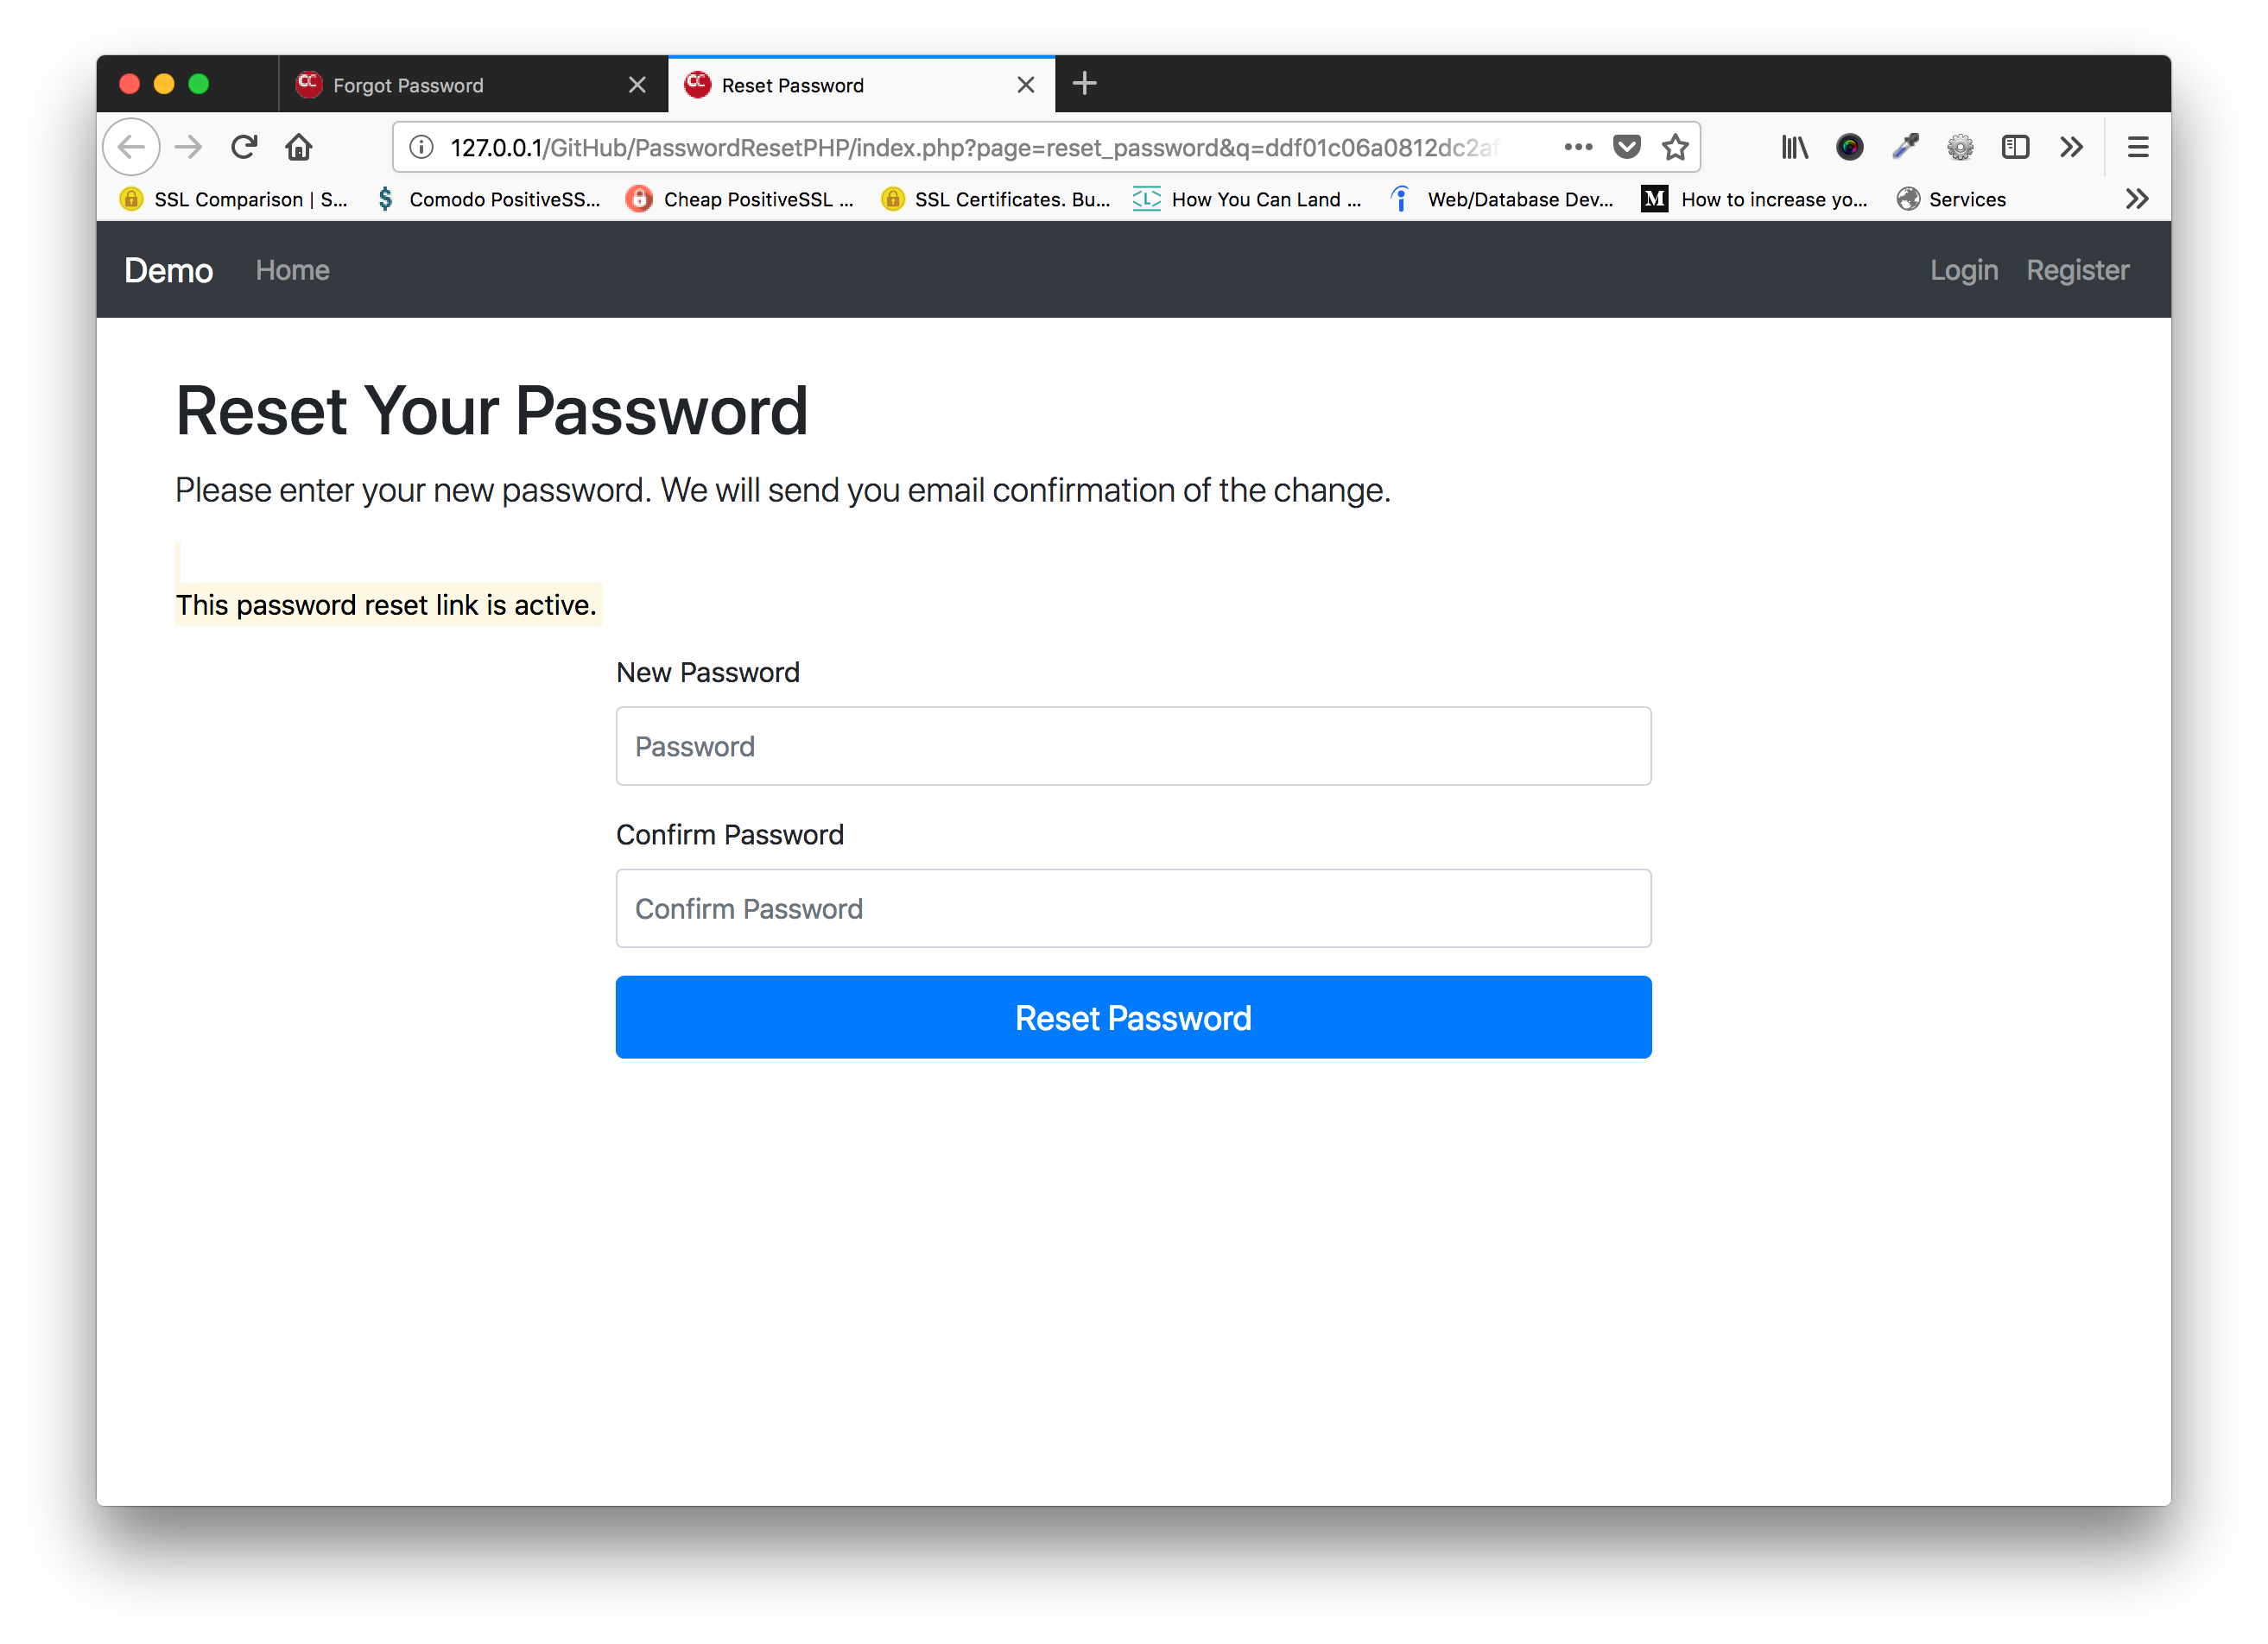 Forgot Password
Reset Password
127.0.0.1/GitHub/PasswordResetPHP/index.php?page=reset_password&q=ddf01c06a0812dc2af
SSL Comparison | S... Comodo PositiveSS... Cheap PositiveSSL ... SSL Certificates. Bu... How You Can Land ... Web/Database Dev... M How to increase yo... Services
Demo Home Login Register
Reset Your Password
Please enter your new password. We will send you email confirmation of the change.
This password reset link is active.
New Password
Password
Confirm Password
Confirm Password
Reset Password